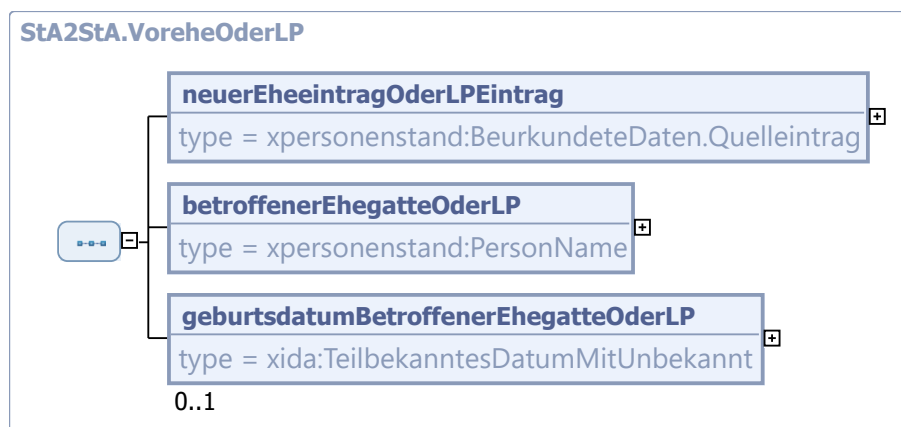 StA2StA.VoreheOderLP
neuerEheeintragOderLPEintrag
type = xpersonenstand:BeurkundeteDaten.Quelleintrag
betroffenerEhegatteOderLP
type = xpersonenstand:PersonName
geburtsdatumBetroffenerEhegatteOderLP
type = xida:TeilbekanntesDatumMitUnbekannt
0..1